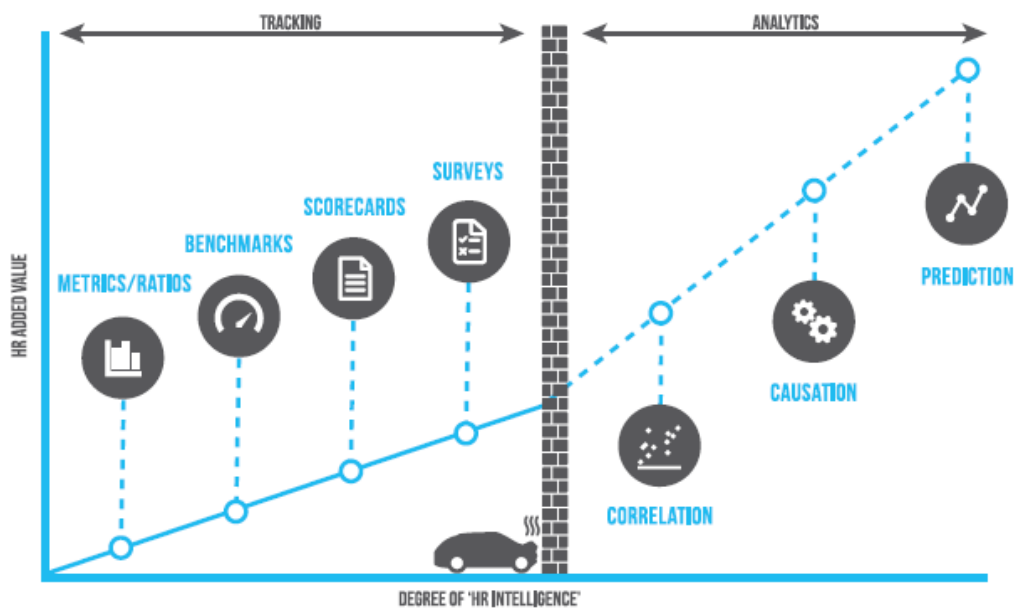 TRACKING
ANALYTICS
SURVEYS
SCORECARDS
BENCHMARKS
METRICS/RATIOS
PREDICTION
CAUSATION
CORRELATION
HR ADDED VALUE
DEGREE OF 'HR INTELLIGENCE'